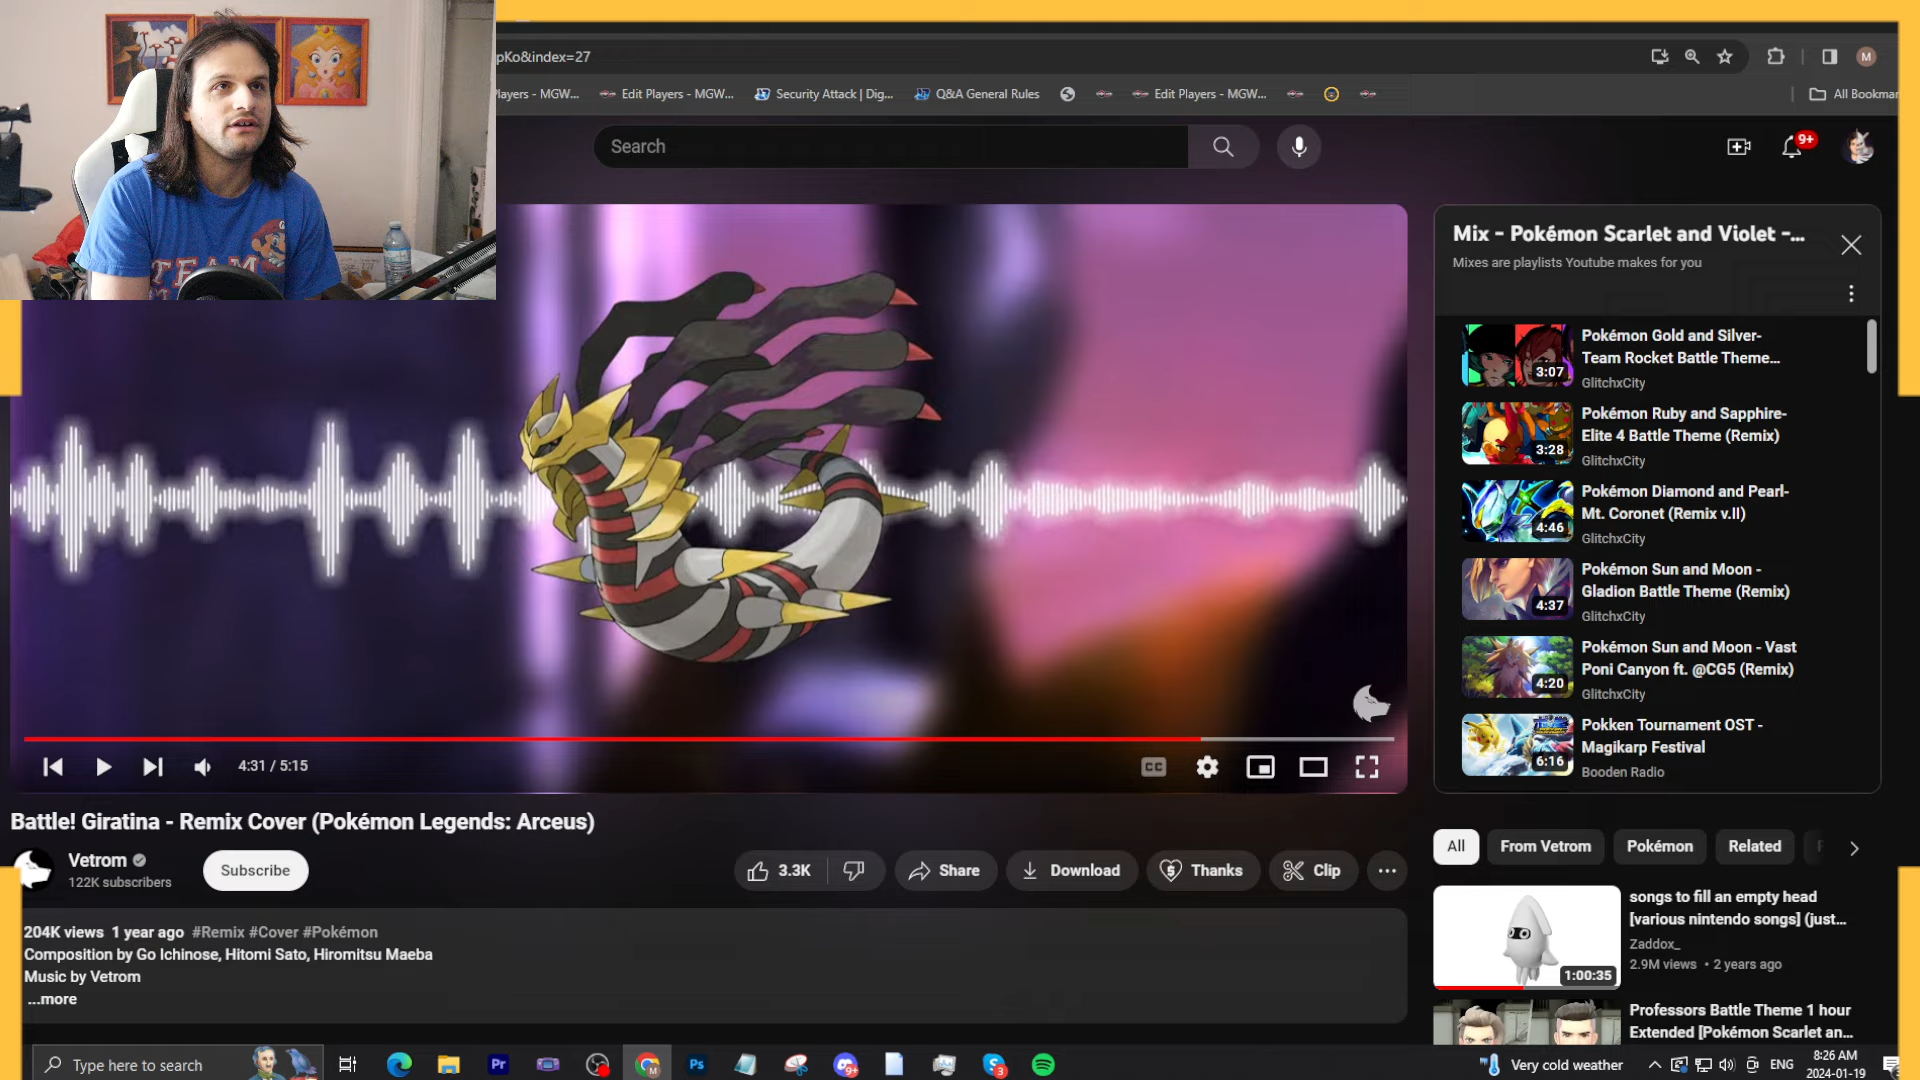 pKo&index=27
layers - MGW...
Edit Players - MGW...
Security Attack | Dig...
Q&A General Rules
Edit Players - MGW...
All Bookmar
M
Search
9+
TEAM
Mix - Pokémon Scarlet and Violet -...
Mixes are playlists Youtube makes for you
Pokémon Gold and Silver-
Team Rocket Battle Theme...
GlitchxCity
3:07
Pokémon Ruby and Sapphire-
Elite 4 Battle Theme (Remix)
GlitchxCity
3:28
Pokémon Diamond and Pearl-
Mt. Coronet (Remix v.II)
GlitchxCity
4:46
Pokémon Sun and Moon -
Gladion Battle Theme (Remix)
GlitchxCity
4:37
Pokémon Sun and Moon - Vast
Poni Canyon ft. @CG5 (Remix)
GlitchxCity
4:20
Pokken Tournament OST -
Magikarp Festival
Booden Radio
6:16
4:31 / 5:15
CC
Battle! Giratina - Remix Cover (Pokémon Legends: Arceus)
Vetrom
122K subscribers
Subscribe
3.3K
Share
Download
Thanks
Clip
204K views 1 year ago #Remix #Cover #Pokémon
Composition by Go Ichinose, Hitomi Sato, Hiromitsu Maeba
Music by Vetrom
...more
All
From Vetrom
Pokémon
Related
songs to fill an empty head
[various nintendo songs] (just...
Zaddox_
2.9M views • 2 years ago
1:00:35
Professors Battle Theme 1 hour
Extended [Pokémon Scarlet an...
Type here to search
Pr
M
Ps
9+
3
Very cold weather
ENG
8:26 AM
2024-01-19